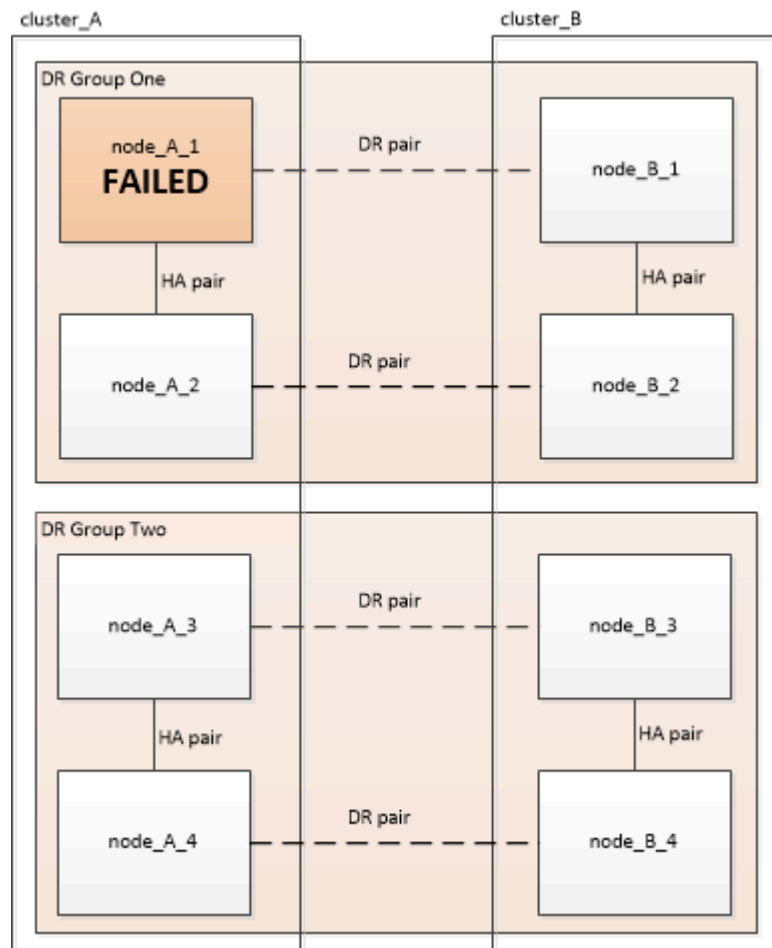 cluster_A
cluster_B
DR Group One
node_A_1
FAILED
DR pair
node_B_1
HA pair
HA pair
node_A_2
DR pair
node_B_2
DR Group Two
node_A_3
DR pair
node_B_3
HA pair
HA pair
node_A_4
DR pair
node_B_4